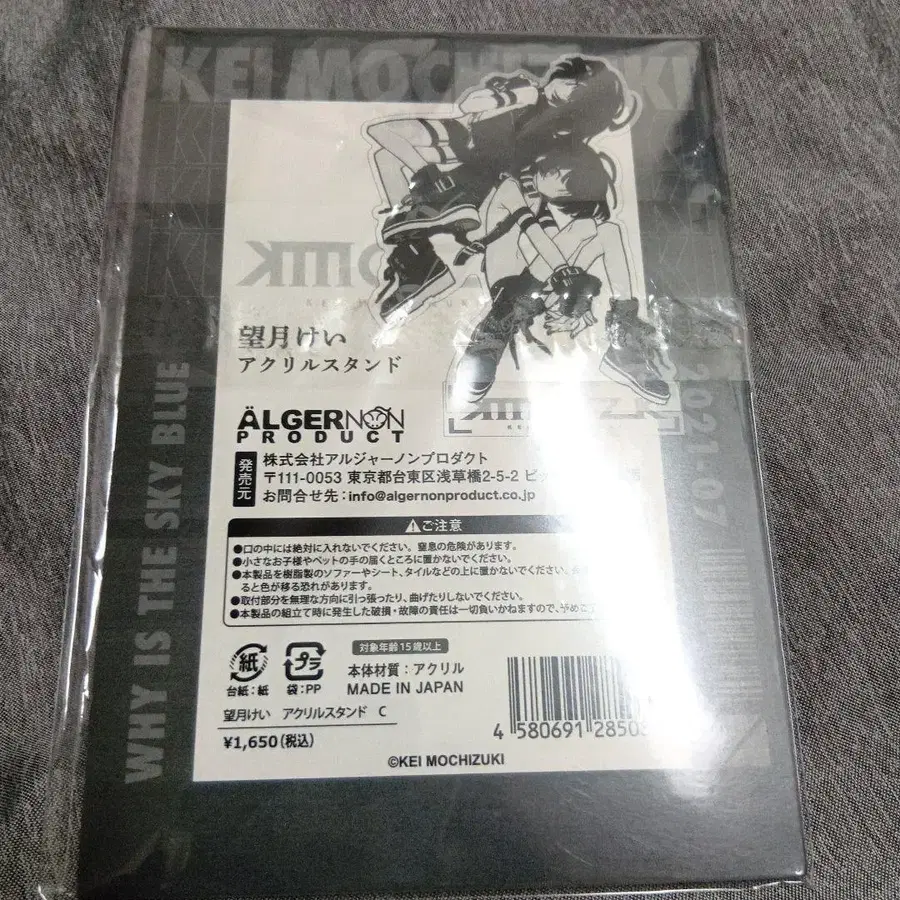 KEI MOCHIZUKI
WHY IS THE SKY BLUE
2021.07
望月けい
アクリルスタンド
ÄLGERNON
PRODUCT
発売元
株式会社アルジャーノンプロダクト
〒111-0053 東京都台東区浅草橋2-5-2
お問合せ先:info@algernonproduct.co.jp
⚠ご注意
●口の中には絶対に入れないでください。窒息の危険があります。
●小さなお子様やペットの手の届くところに置かないでください。
●本製品を樹脂製のソファーやシート、タイルなどの上に置かないでください。
ると色が移る恐れがあります。
●取付部分を無理な方向に引っ張ったり、曲げたりしないでください。
●本製品の組立て時に発生した破損・故障の責任は一切負いかねますので、
紙
台紙:紙
プラ
袋:PP
対象年齢15歳以上
本体材質:アクリル
MADE IN JAPAN
望月けい アクリルスタンド C
¥1,650(税込)
4 580691 28505
©KEI MOCHIZUKI